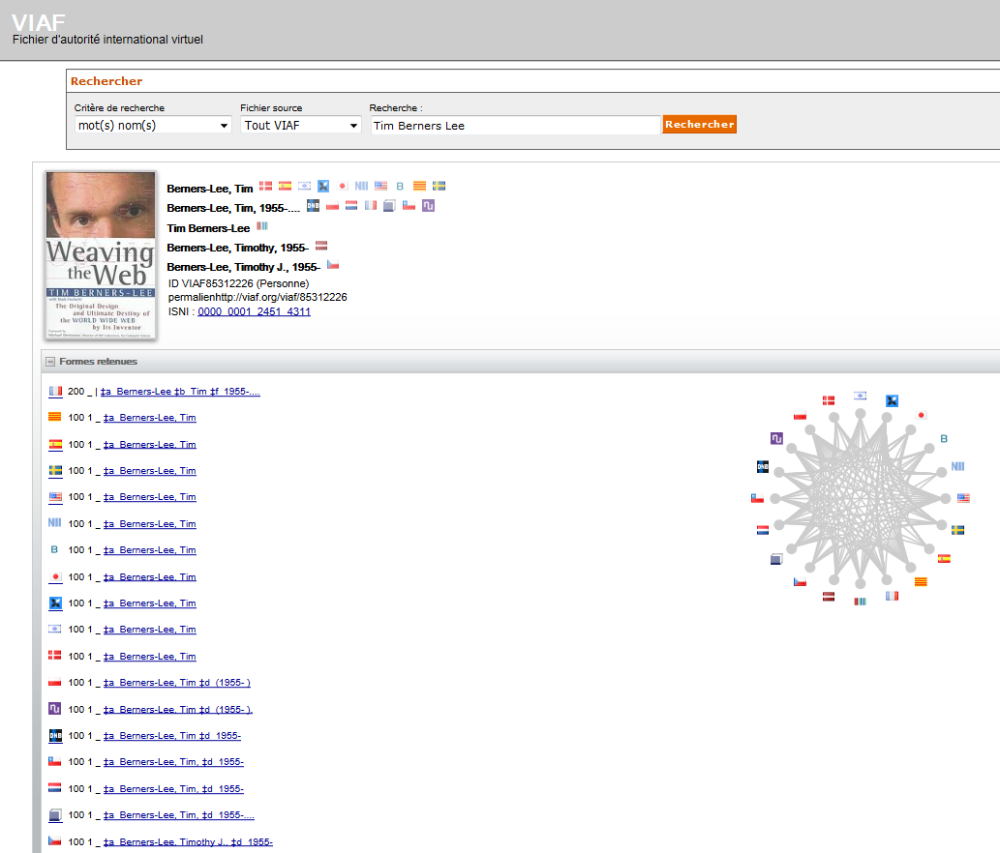 VIAF
Fichier d'autorité international virtuel
Rechercher
Critère de recherche
Fichier source
Recherche :
mot(s) nom(s)
Tout VIAF
Tim Berners Lee
Rechercher
Weaving
the Web
TIM BERNERS-LEE
The Original Design
and Ultimate Destiny of
the WORLD WIDE WEB
by Its Inventor
Berners-Lee, Tim
NII
B
Berners-Lee, Tim, 1955-....
DNB
Tim Berners-Lee
Berners-Lee, Timothy, 1955-
Berners-Lee, Timothy J., 1955-
ID VIAF85312226 (Personne)
permalienhttp://viaf.org/viaf/85312226
ISNI : 0000 0001 2451 4311
Formes retenues
200 _ | ‡a Berners-Lee ‡b Tim ‡f 1955-....
100 1 _ ‡a Berners-Lee, Tim
100 1 _ ‡a Berners-Lee, Tim
100 1 _ ‡a Berners-Lee, Tim
100 1 _ ‡a Berners-Lee, Tim
NII 100 1 _ ‡a Berners-Lee, Tim
B 100 1 _ ‡a Berners-Lee, Tim
100 1 _ ‡a Berners-Lee, Tim
100 1 _ ‡a Berners-Lee, Tim
100 1 _ ‡a Berners-Lee, Tim
100 1 _ ‡a Berners-Lee, Tim
100 1 _ ‡a Berners-Lee, Tim ‡d (1955- )
100 1 _ ‡a Berners-Lee, Tim ‡d (1955- ).
DNB 100 1 _ ‡a Berners-Lee, Tim ‡d 1955-
100 1 _ ‡a Berners-Lee, Tim, ‡d 1955-
100 1 _ ‡a Berners-Lee, Tim, ‡d 1955-
100 1 _ ‡a Berners-Lee, Tim, ‡d 1955-....
100 1 _ ‡a Berners-Lee, Timothy J., ‡d 1955-
B
DNB
NII